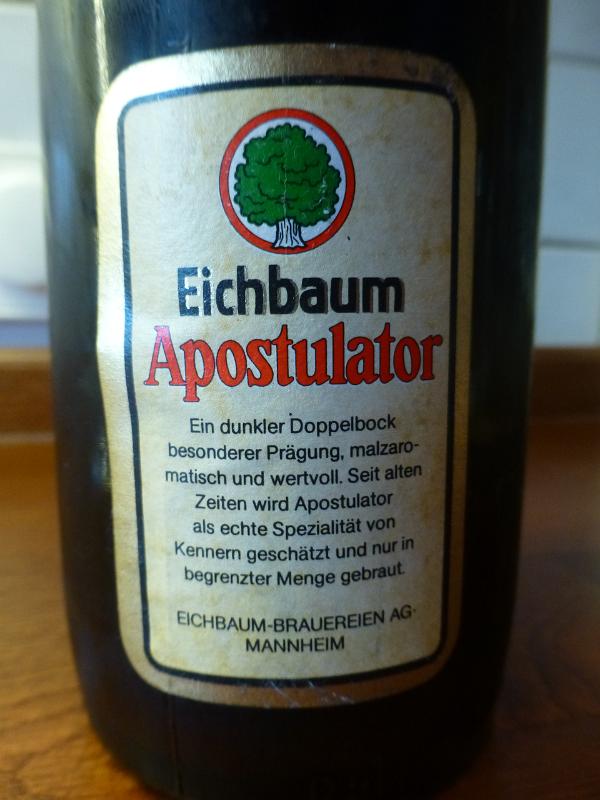 Eichbaum
Apostulator
Ein dunkler Doppelbock
besonderer Prägung, malzaro-
matisch und wertvoll. Seit alten
Zeiten wird Apostulator
als echte Spezialität von
Kennern geschätzt und nur in
begrenzter Menge gebraut.
EICHBAUM-BRAUEREIEN AG·
MANNHEIM